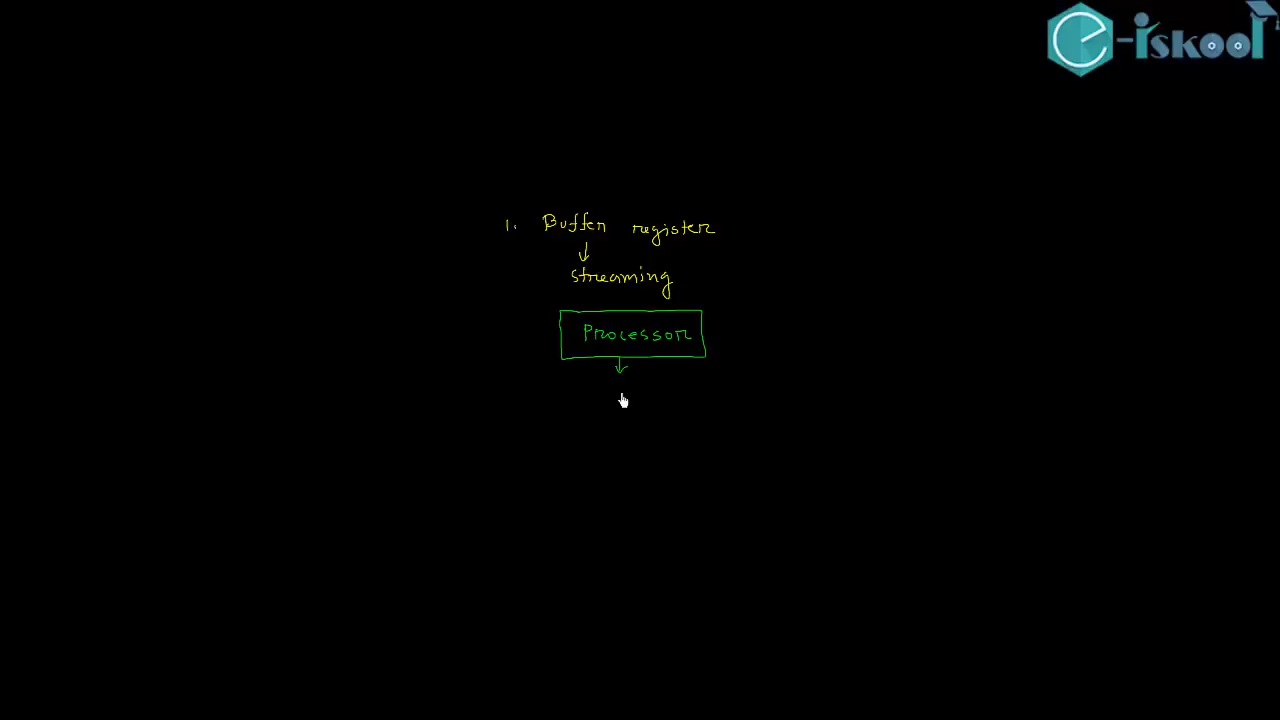 e-iskool
1. Buffer register
streaming
Processor